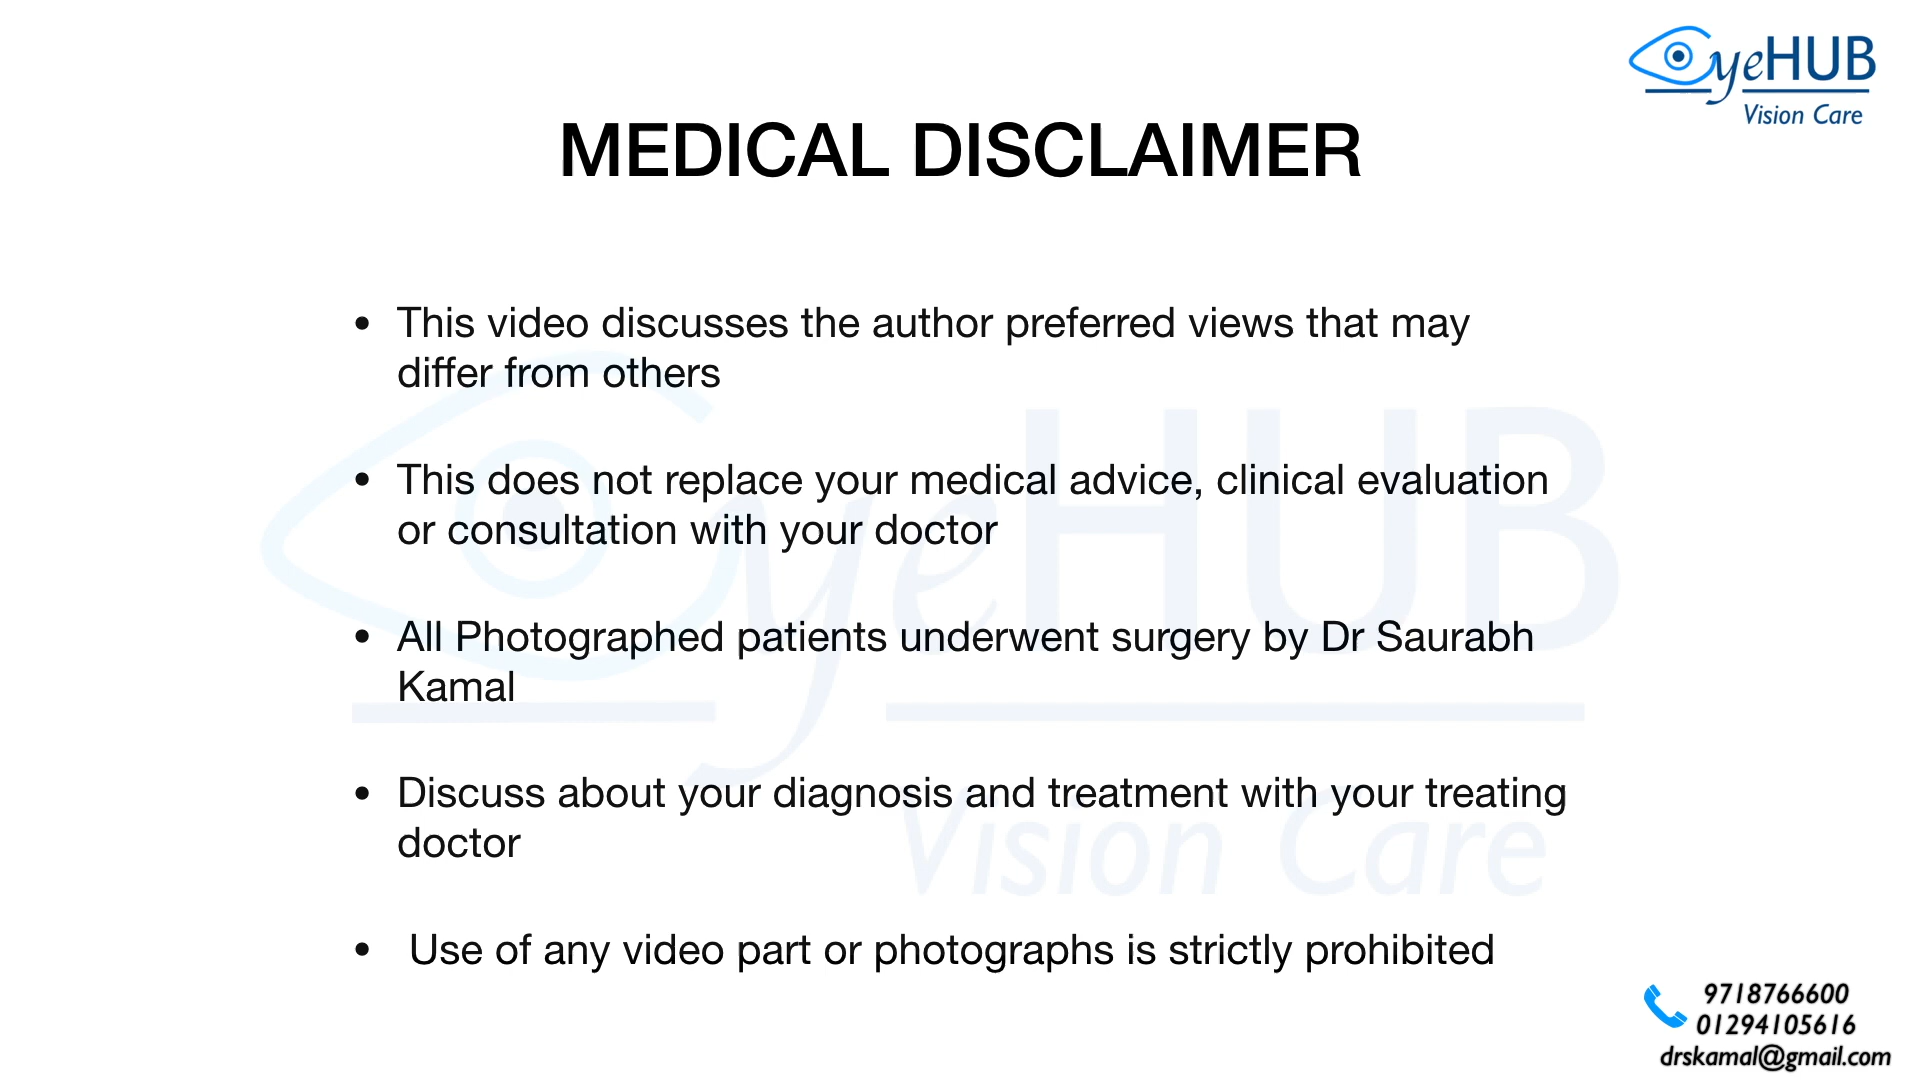 EyeHUB
Vision Care
MEDICAL DISCLAIMER
• This video discusses the author preferred views that may
differ from others
• This does not replace your medical advice, clinical evaluation
or consultation with your doctor
• All Photographed patients underwent surgery by Dr Saurabh
Kamal
• Discuss about your diagnosis and treatment with your treating
doctor
• Use of any video part or photographs is strictly prohibited
EyeHUB
Vision Care
9718766600
01294105616
drskamal@gmail.com